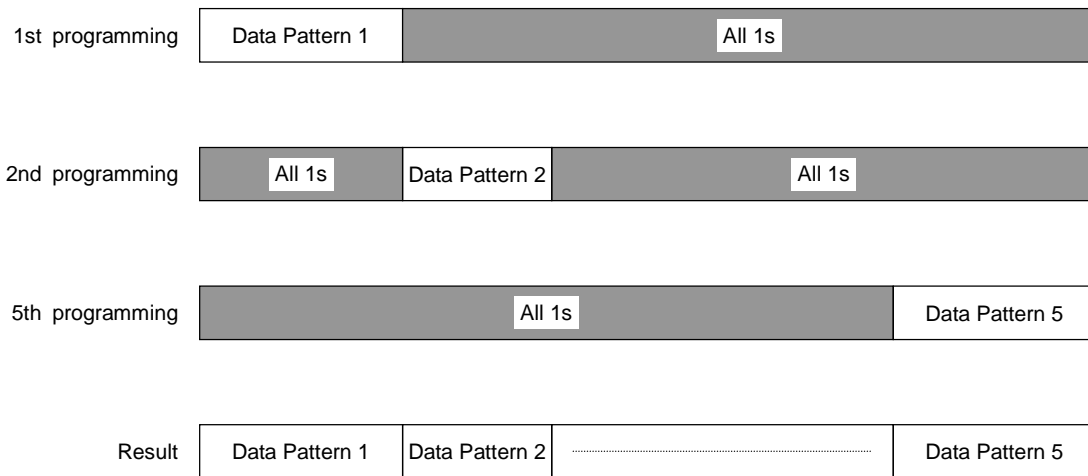 1st programming Data Pattern 1 All 1s
2nd programming All 1s Data Pattern 2 All 1s
5th programming All 1s Data Pattern 5
Result Data Pattern 1 Data Pattern 2 Data Pattern 5